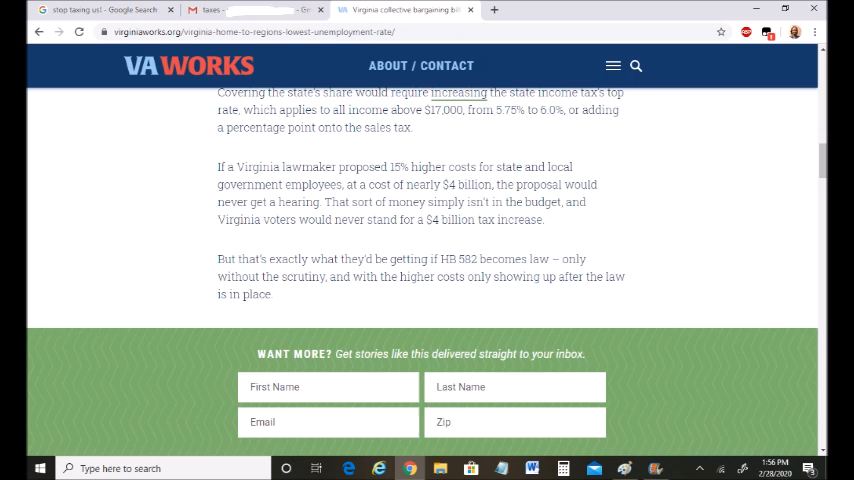 stop taxing us! - Google Search
taxes -
Virginia collective bargaining bil
virginiaworks.org/virginia-home-to-regions-lowest-unemployment-rate/
VA WORKS
ABOUT / CONTACT
Covering the state's share would require increasing the state income tax's top
rate, which applies to all income above $17,000, from 5.75% to 6.0%, or adding
a percentage point onto the sales tax.
If a Virginia lawmaker proposed 15% higher costs for state and local
government employees, at a cost of nearly $4 billion, the proposal would
never get a hearing. That sort of money simply isn't in the budget, and
Virginia voters would never stand for a $4 billion tax increase.
But that's exactly what they'd be getting if HB 582 becomes law – only
without the scrutiny, and with the higher costs only showing up after the law
is in place.
WANT MORE? Get stories like this delivered straight to your inbox.
First Name
Last Name
Email
Zip
Type here to search
1:56 PM
2/28/2020